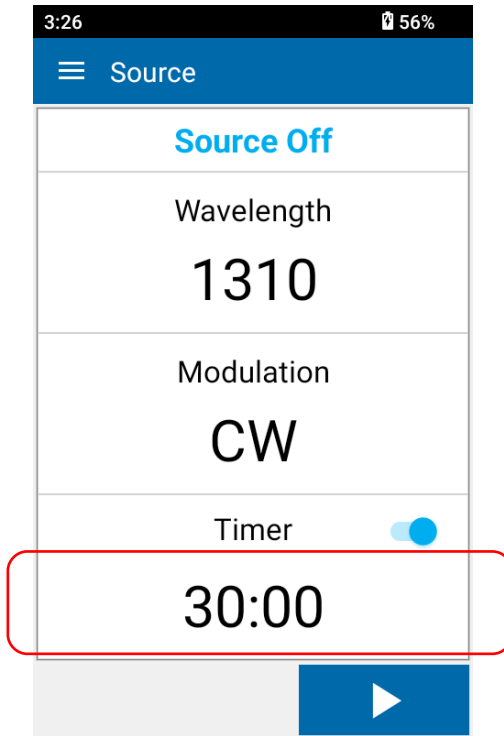 3:26 56%
Source
Source Off
Wavelength
1310
Modulation
CW
Timer
30:00